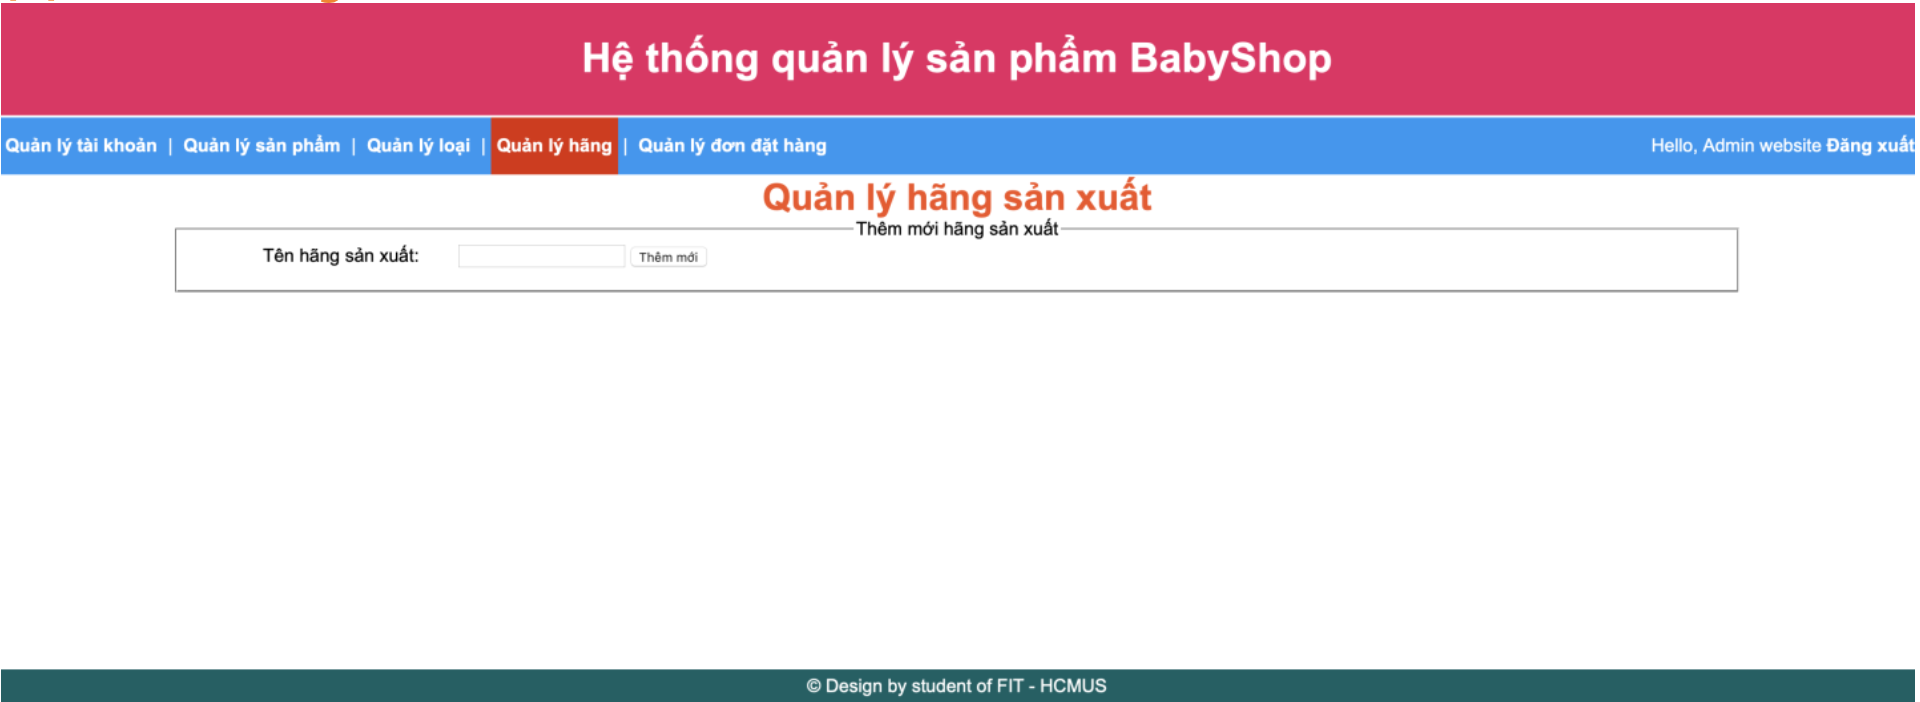 Hệ thống quản lý sản phẩm BabyShop
Quản lý tài khoản | Quản lý sản phẩm | Quản lý loại | Quản lý hãng | Quản lý đơn đặt hàng Hello, Admin website Đăng xuất
Quản lý hãng sản xuất
Thêm mới hãng sản xuất
Tên hãng sản xuất: Thêm mới
© Design by student of FIT - HCMUS